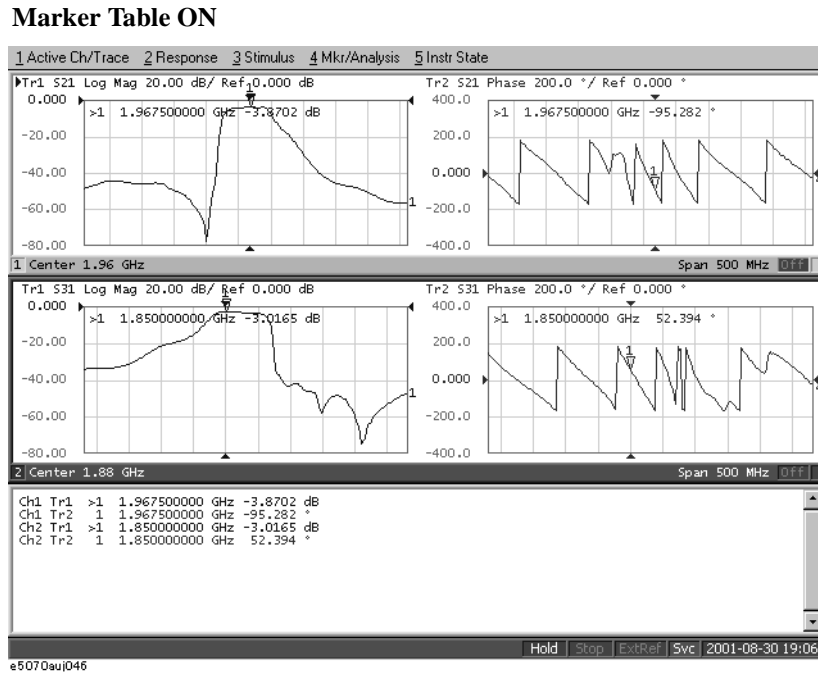 Marker Table ON
1 Active Ch/Trace 2 Response 3 Stimulus 4 Mkr/Analysis 5 Instr State
Tr1 S21 Log Mag 20.00 dB/ Ref 0.000 dB
0.000
-20.00
-40.00
-60.00
-80.00
1
>1 1.967500000 GHz -3.8702 dB
1
Tr2 S21 Phase 200.0 °/ Ref 0.000 °
400.0
200.0
0.000
-200.0
-400.0
>1 1.967500000 GHz -95.282 °
1
1 Center 1.96 GHz Span 500 MHz Off
Tr1 S31 Log Mag 20.00 dB/ Ref 0.000 dB
0.000
-20.00
-40.00
-60.00
-80.00
1
>1 1.850000000 GHz -3.0165 dB
1
Tr2 S31 Phase 200.0 °/ Ref 0.000 °
400.0
200.0
0.000
-200.0
-400.0
>1 1.850000000 GHz 52.394 °
1
2 Center 1.88 GHz Span 500 MHz Off
Ch1 Tr1 >1 1.967500000 GHz -3.8702 dB
Ch1 Tr2 1 1.967500000 GHz -95.282 °
Ch2 Tr1 >1 1.850000000 GHz -3.0165 dB
Ch2 Tr2 1 1.850000000 GHz 52.394 °
Hold Stop ExtRef Svc 2001-08-30 19:06
e5070auj046